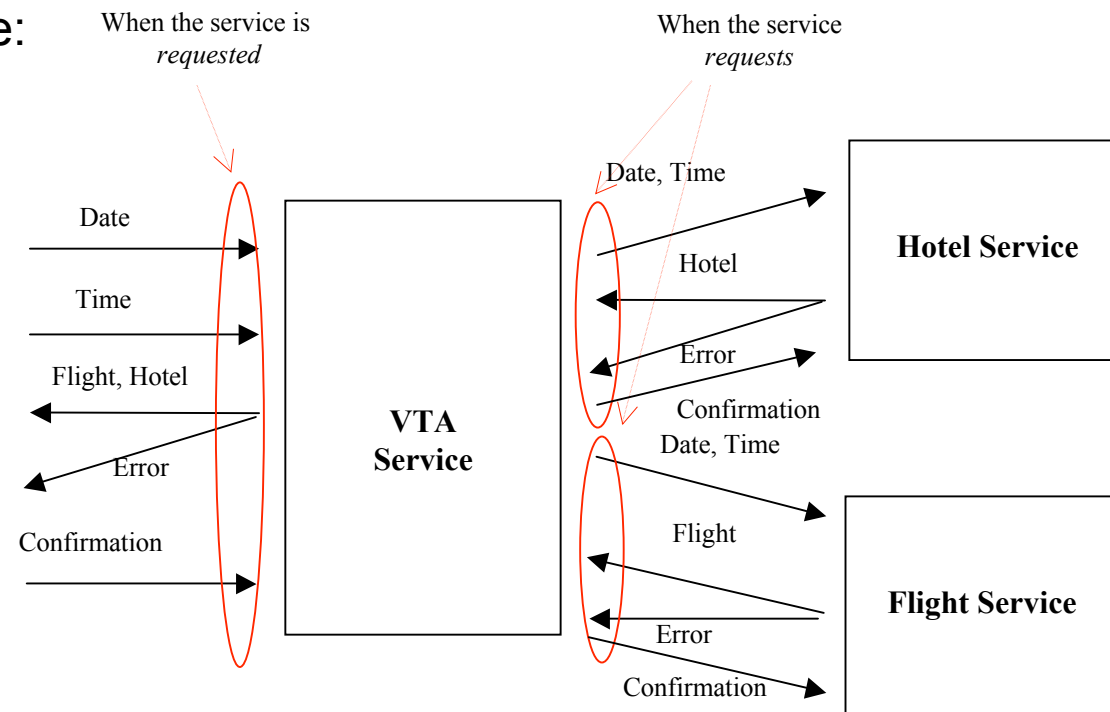 e:
When the service is
requested
When the service
requests
Date, Time
Date
Hotel Service
Hotel
Time
Error
Flight, Hotel
Confirmation
VTA
Service
Date, Time
Error
Flight
Confirmation
Flight Service
Error
Confirmation